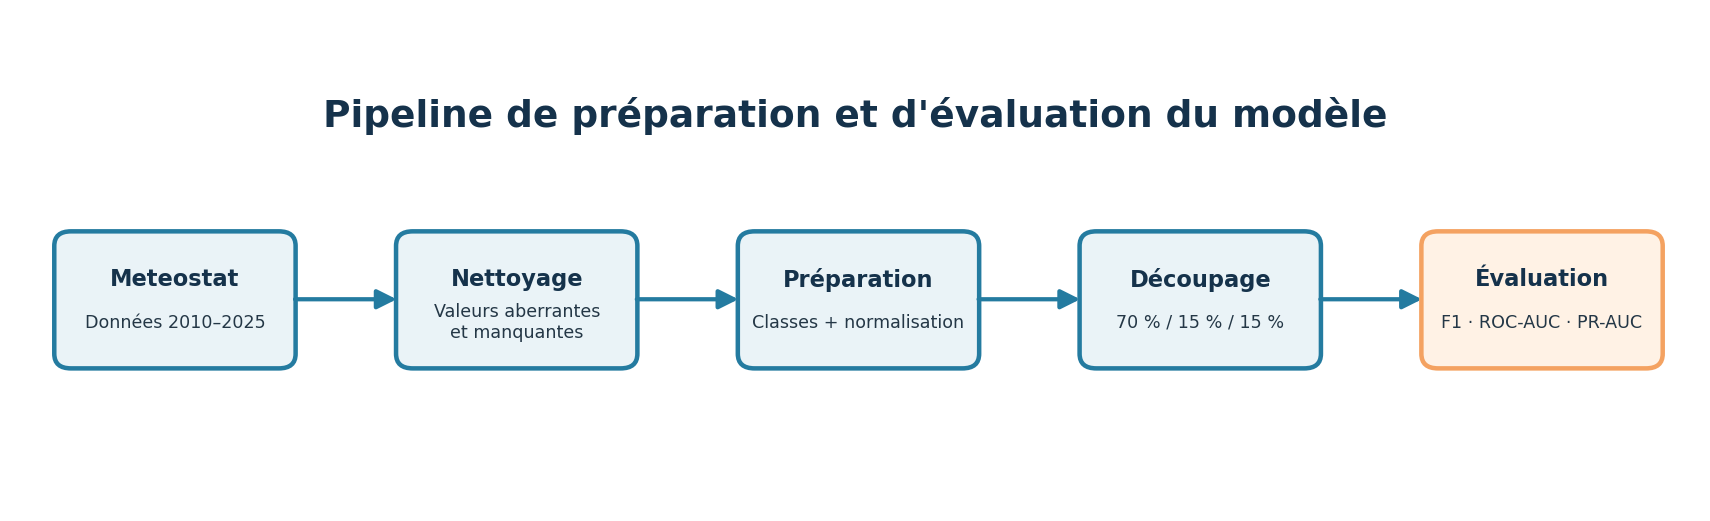 Pipeline de préparation et d'évaluation du modèle
Meteostat
Données 2010–2025
Nettoyage
Valeurs aberrantes
et manquantes
Préparation
Classes + normalisation
Découpage
70 % / 15 % / 15 %
Évaluation
F1 · ROC-AUC · PR-AUC